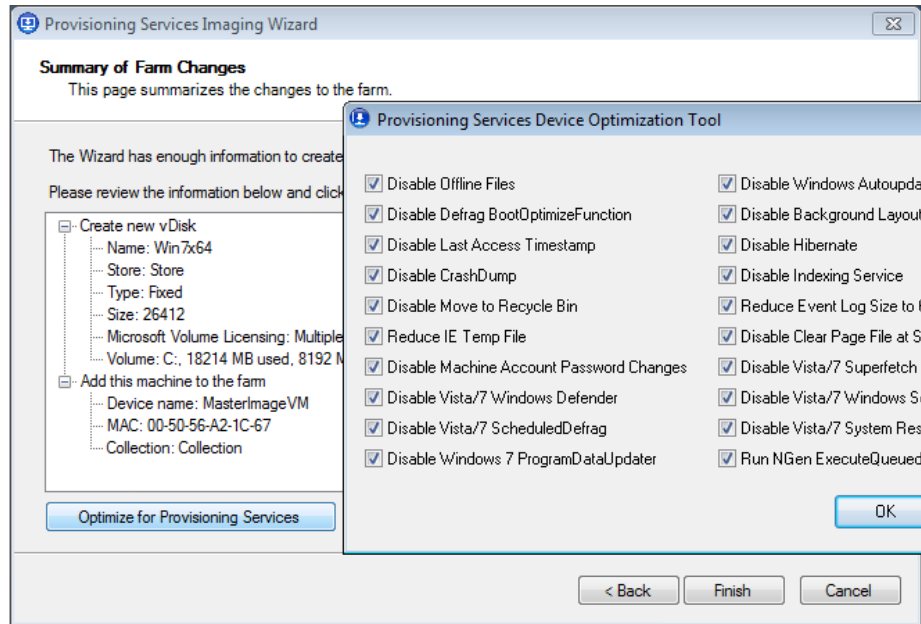 Provisioning Services Imaging Wizard
Summary of Farm Changes
This page summarizes the changes to the farm.
The Wizard has enough information to create
Please review the information below and click
Create new vDisk
Name: Win7x64
Store: Store
Type: Fixed
Size: 26412
Microsoft Volume Licensing: Multiple
Volume: C:, 18214 MB used, 8192
Add this machine to the farm
Device name: MasterImageVM
MAC: 00-50-56-A2-1C-67
Collection: Collection
Optimize for Provisioning Services
Provisioning Services Device Optimization Tool
Disable Offline Files
Disable Defrag BootOptimizeFunction
Disable Last Access Timestamp
Disable CrashDump
Disable Move to Recycle Bin
Reduce IE Temp File
Disable Machine Account Password Changes
Disable Vista/7 Windows Defender
Disable Vista/7 ScheduledDefrag
Disable Windows 7 ProgramDataUpdater
Disable Windows Autoupda
Disable Background Layout
Disable Hibernate
Disable Indexing Service
Reduce Event Log Size to
Disable Clear Page File at S
Disable Vista/7 Superfetch
Disable Vista/7 Windows S
Disable Vista/7 System Res
Run NGen ExecuteQueued
OK
< Back
Finish
Cancel